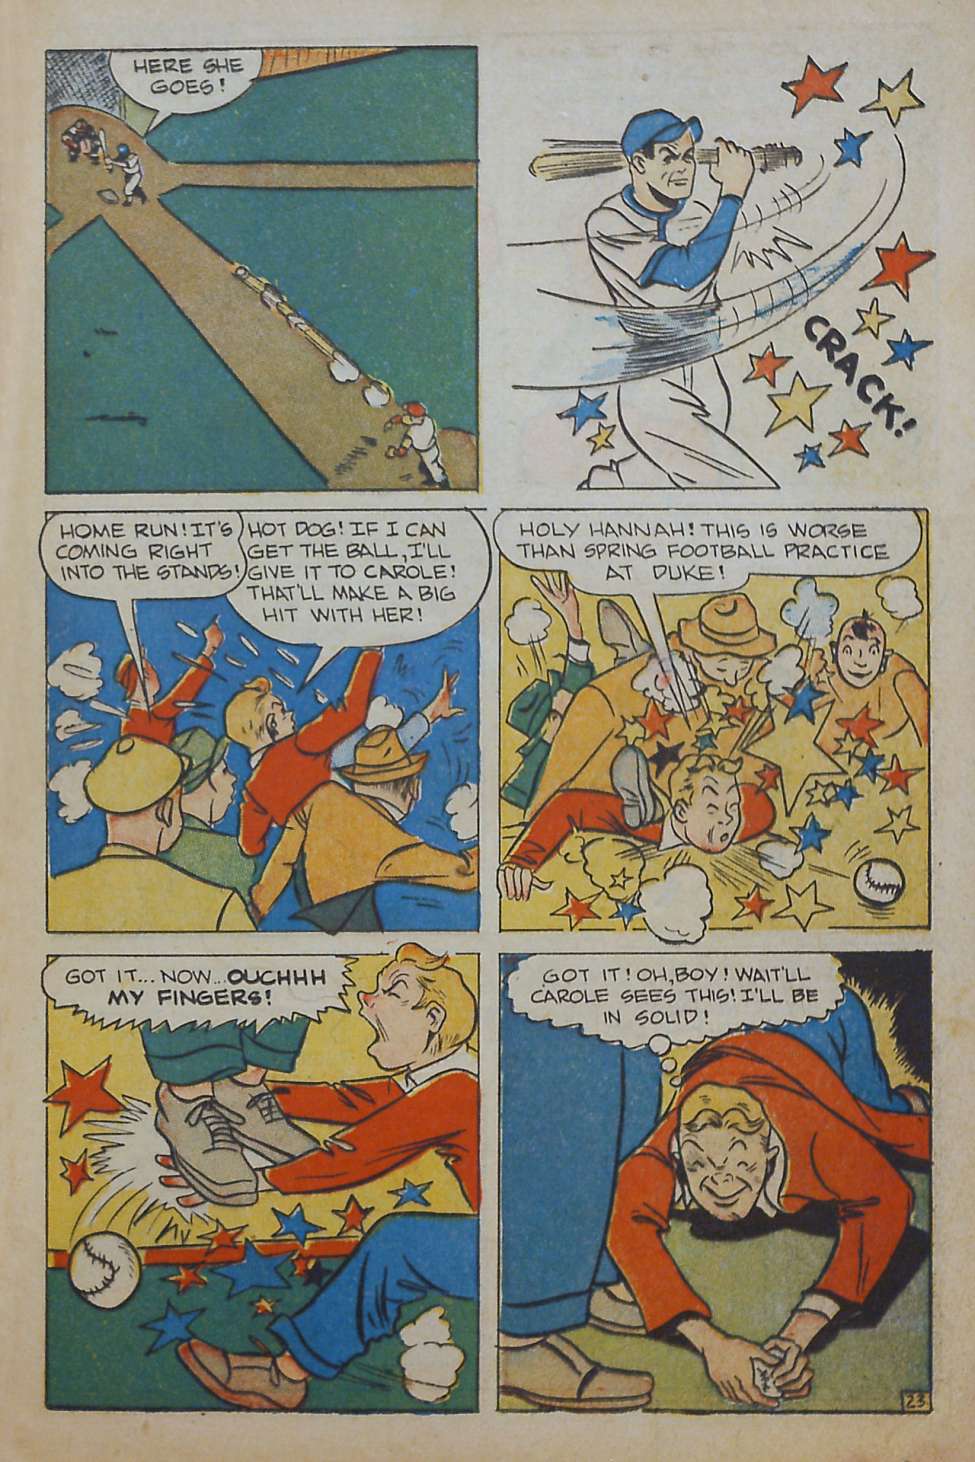 HERE SHE
GOES!
CRACK!
HOME RUN! IT'S
COMING RIGHT
INTO THE STANDS!
HOT DOG! IF I CAN
GET THE BALL, I'LL
GIVE IT TO CAROLE!
THAT'LL MAKE A BIG
HIT WITH HER!
HOLY HANNAH! THIS IS WORSE
THAN SPRING FOOTBALL PRACTICE
AT DUKE!
GOT IT... NOW... OUCHHH
MY FINGERS!
GOT IT! OH, BOY! WAIT'LL
CAROLE SEES THIS! I'LL BE
IN SOLID!
23